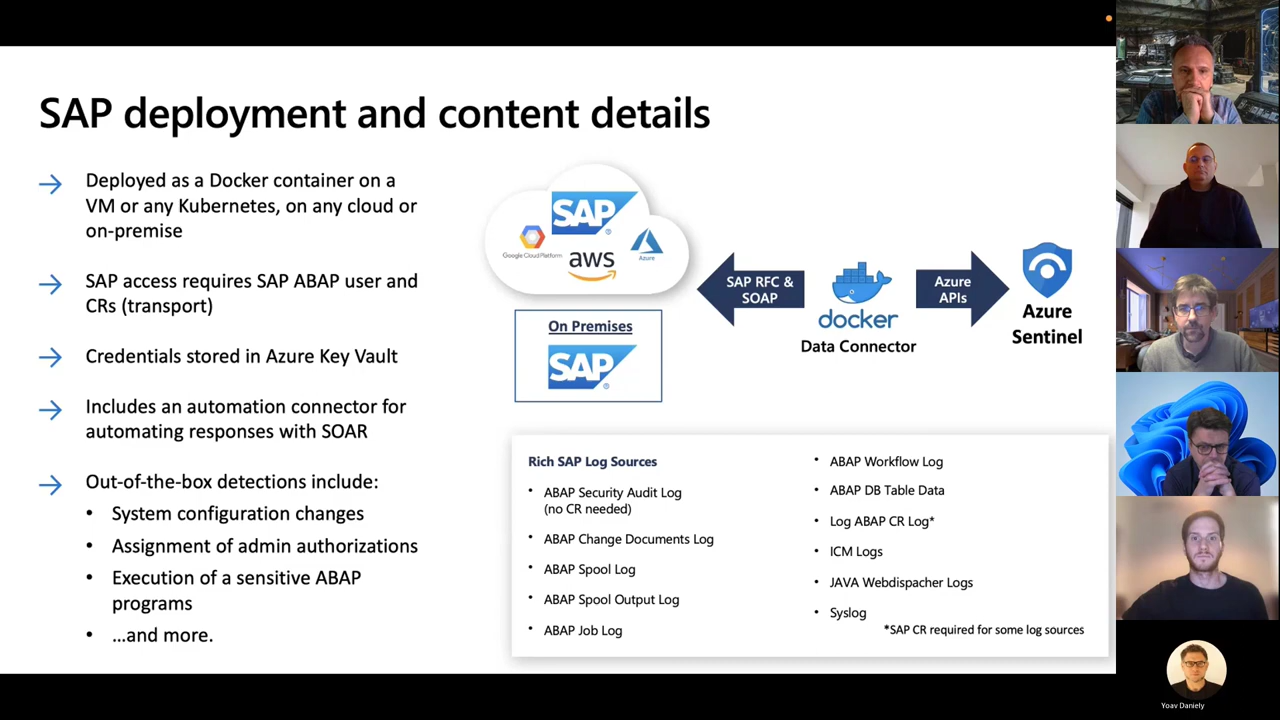 SAP deployment and content details
Deployed as a Docker container on a
VM or any Kubernetes, on any cloud or
on-premise
SAP access requires SAP ABAP user and
CRs (transport)
Credentials stored in Azure Key Vault
Includes an automation connector for
automating responses with SOAR
Out-of-the-box detections include:
• System configuration changes
• Assignment of admin authorizations
• Execution of a sensitive ABAP
programs
• ...and more.
SAP
Google Cloud Platform
aws
Azure
On Premises
SAP
SAP RFC &
SOAP
docker
Data Connector
Azure
APIs
Azure
Sentinel
Rich SAP Log Sources
• ABAP Security Audit Log
(no CR needed)
• ABAP Change Documents Log
• ABAP Spool Log
• ABAP Spool Output Log
• ABAP Job Log
• ABAP Workflow Log
• ABAP DB Table Data
• Log ABAP CR Log*
• ICM Logs
• JAVA Webdispacher Logs
• Syslog
*SAP CR required for some log sources
Yoav Daniely